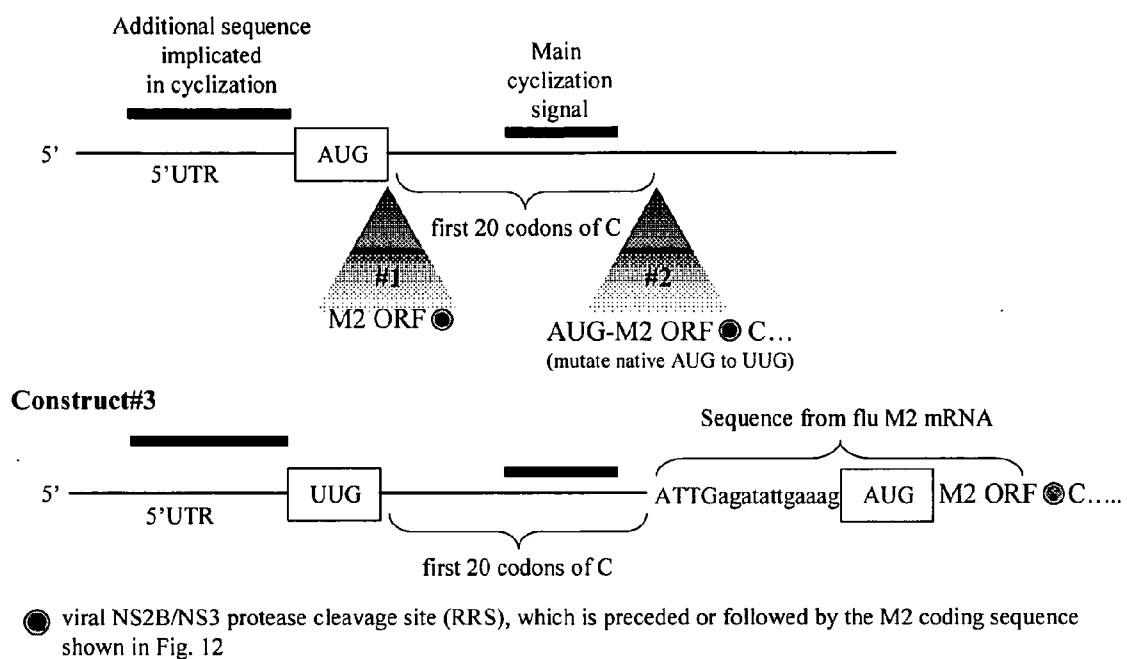 Additional sequence
implicated
in cyclization
Main
cyclization
signal
5' AUG
5'UTR
first 20 codons of C
#1
#2
M2 ORF
AUG-M2 ORF C...
(mutate native AUG to UUG)
Construct#3
Sequence from flu M2 mRNA
5' UUG ATTGagatattgaaag AUG M2 ORF C.....
5'UTR
first 20 codons of C
viral NS2B/NS3 protease cleavage site (RRS), which is preceded or followed by the M2 coding sequence
shown in Fig. 12